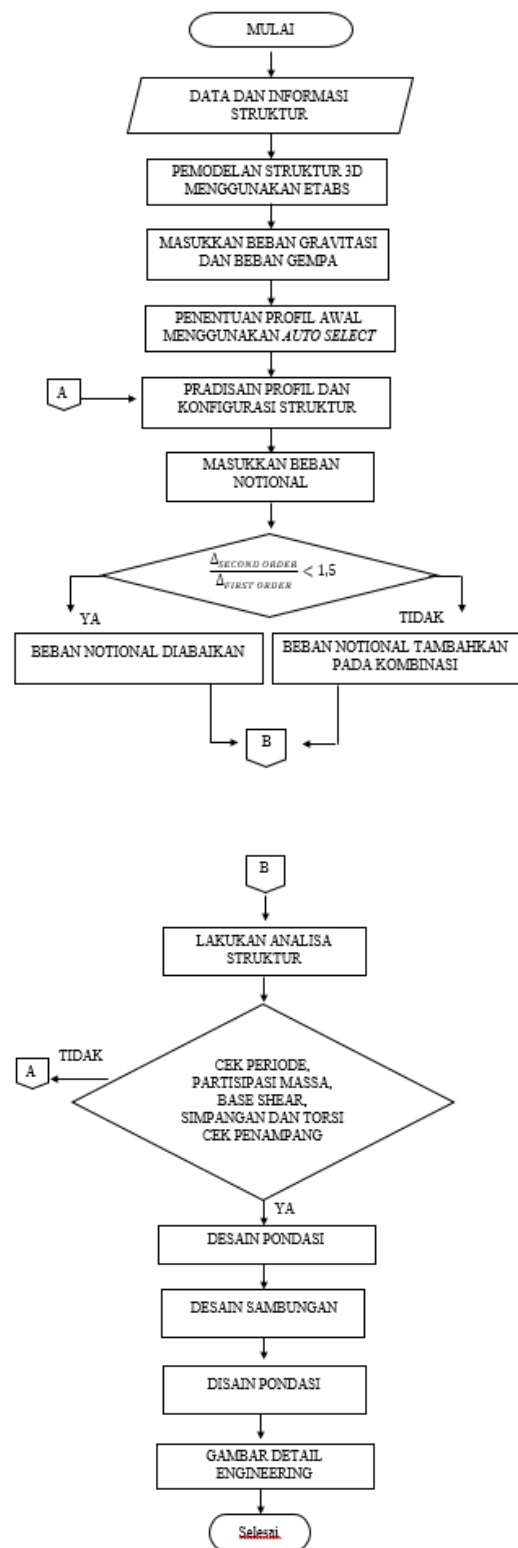 MULAI
DATA DAN INFORMASI
STRUKTUR
PEMODELAN STRUKTUR 3D
MENGGUNAKAN ETABS
MASUKKAN BEBAN GRAVITASI
DAN BEBAN GEMPA
PENENTUAN PROFIL AWAL
MENGGUNAKAN AUTO SELECT
A
PRADISAIN PROFIL DAN
KONFIGURASI STRUKTUR
MASUKKAN BEBAN
NOTIONAL
Δ_SECOND ORDER / Δ_FIRST ORDER < 1,5
YA
TIDAK
BEBAN NOTIONAL DIABAIKAN
BEBAN NOTIONAL TAMBAHKAN
PADA KOMBINASI
B
B
LAKUKAN ANALISA
STRUKTUR
TIDAK
A
CEK PERIODE,
PARTISIPASI MASSA,
BASE SHEAR,
SIMPANGAN DAN TORSI
CEK PENAMPANG
YA
DESAIN PONDASI
DESAIN SAMBUNGAN
DISAIN PONDASI
GAMBAR DETAIL
ENGINEERING
Selesai